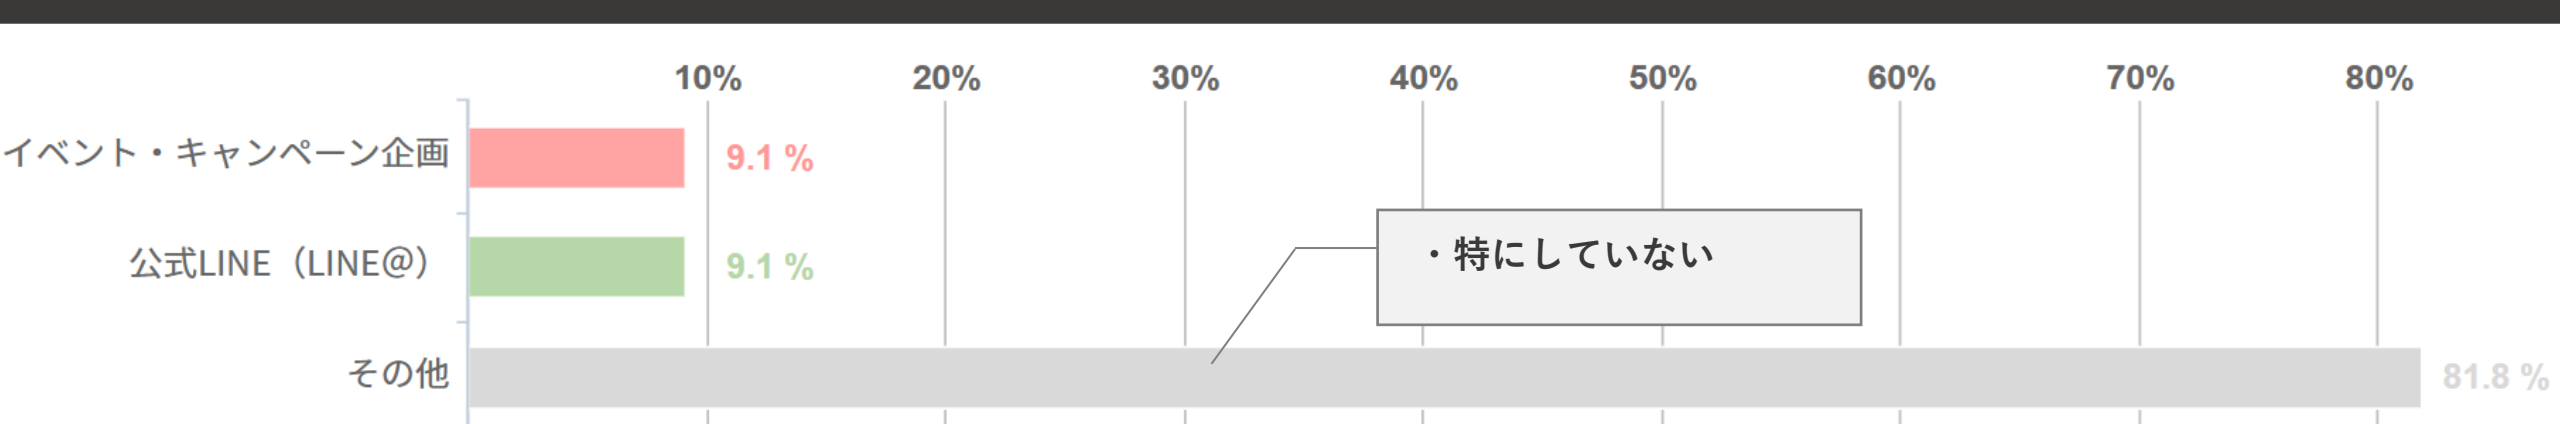 10% 20% 30% 40% 50% 60% 70% 80%
イベント・キャンペーン企画 9.1 %
公式LINE（LINE@） 9.1 %
・特にしていない
その他 81.8 %